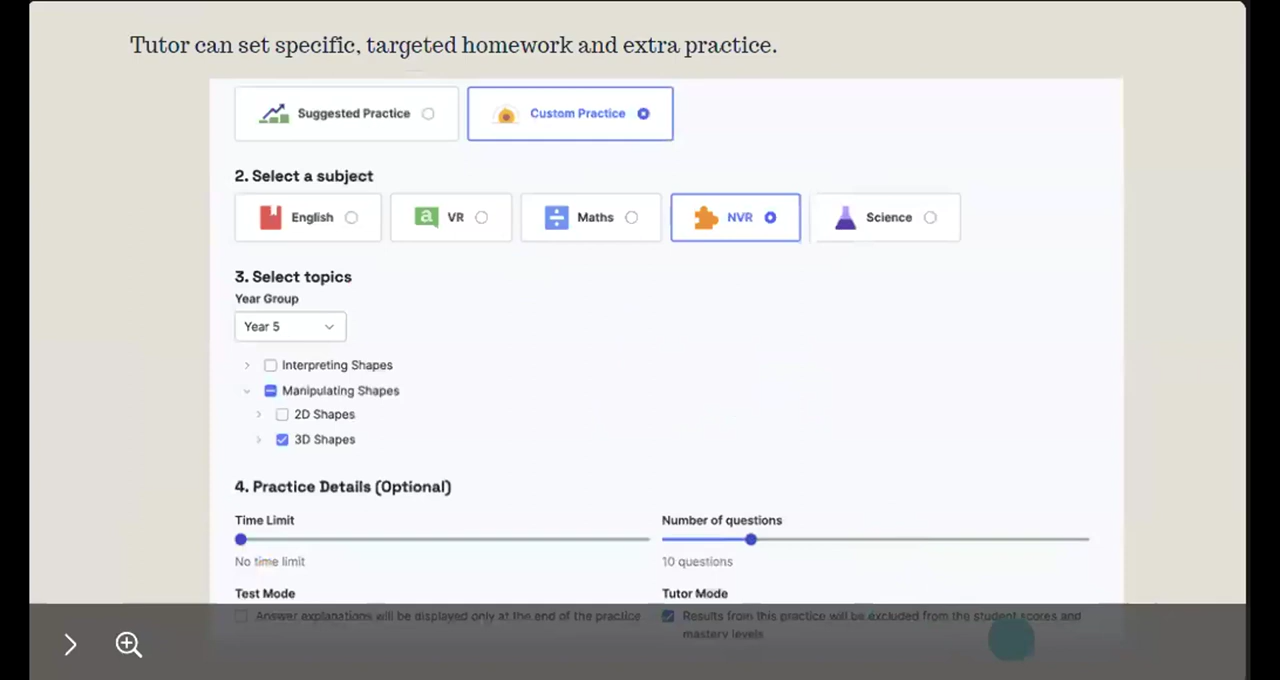 Tutor can set specific, targeted homework and extra practice.
Suggested Practice
Custom Practice
2. Select a subject
English
a
VR
Maths
NVR
Science
3. Select topics
Year Group
Year 5
Interpreting Shapes
Manipulating Shapes
2D Shapes
3D Shapes
4. Practice Details (Optional)
Time Limit
Number of questions
No time limit
10 questions
Test Mode
Tutor Mode
Answer explanations will be displayed only at the end of the practice
Results from this practice will be excluded from the student scores and
mastery levels